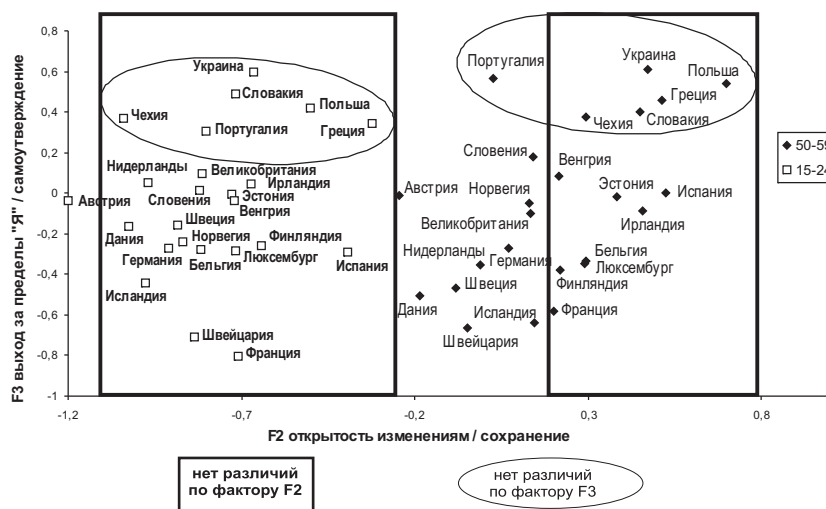 F3 выход за пределы "Я" / самоутверждение
0,8
0,6
0,4
0,2
0
-0,2
-0,4
-0,6
-0,8
-1
-1,2
-0,7
-0,2
0,3
0,8
F2 открытость изменениям / сохранение
Украина
Словакия
Польша
Чехия
Португалия
Греция
Нидерланды
Великобритания
Ирландия
Австрия
Словения
Эстония
Венгрия
Дания
Швеция
Норвегия
Финляндия
Германия
Бельгия
Люксембург
Испания
Исландия
Швейцария
Франция
Португалия
Украина
Польша
Греция
Чехия
Словакия
Словения
Венгрия
Австрия
Норвегия
Эстония
Испания
Великобритания
Ирландия
Нидерланды
Германия
Бельгия
Люксембург
Швеция
Финляндия
Дания
Исландия
Франция
Швейцария
50-59
15-24
нет различий
по фактору F2
нет различий
по фактору F3